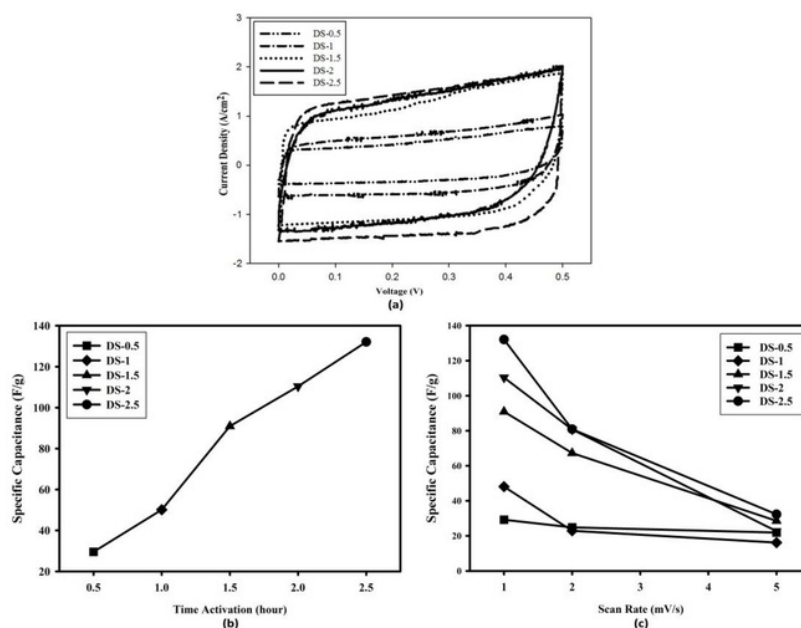 3
2
1
0
-1
-2
Current Density (A/cm²)
DS-0.5
DS-1
DS-1.5
DS-2
DS-2.5
0.0 0.1 0.2 0.3 0.4 0.5
Voltage (V)
(a)
140
120
100
80
60
40
20
Specific Capacitance (F/g)
DS-0.5
DS-1
DS-1.5
DS-2
DS-2.5
0.5 1.0 1.5 2.0 2.5
Time Activation (hour)
(b)
140
120
100
80
60
40
20
0
Specific Capacitance (F/g)
DS-0.5
DS-1
DS-1.5
DS-2
DS-2.5
1 2 3 4 5
Scan Rate (mV/s)
(c)